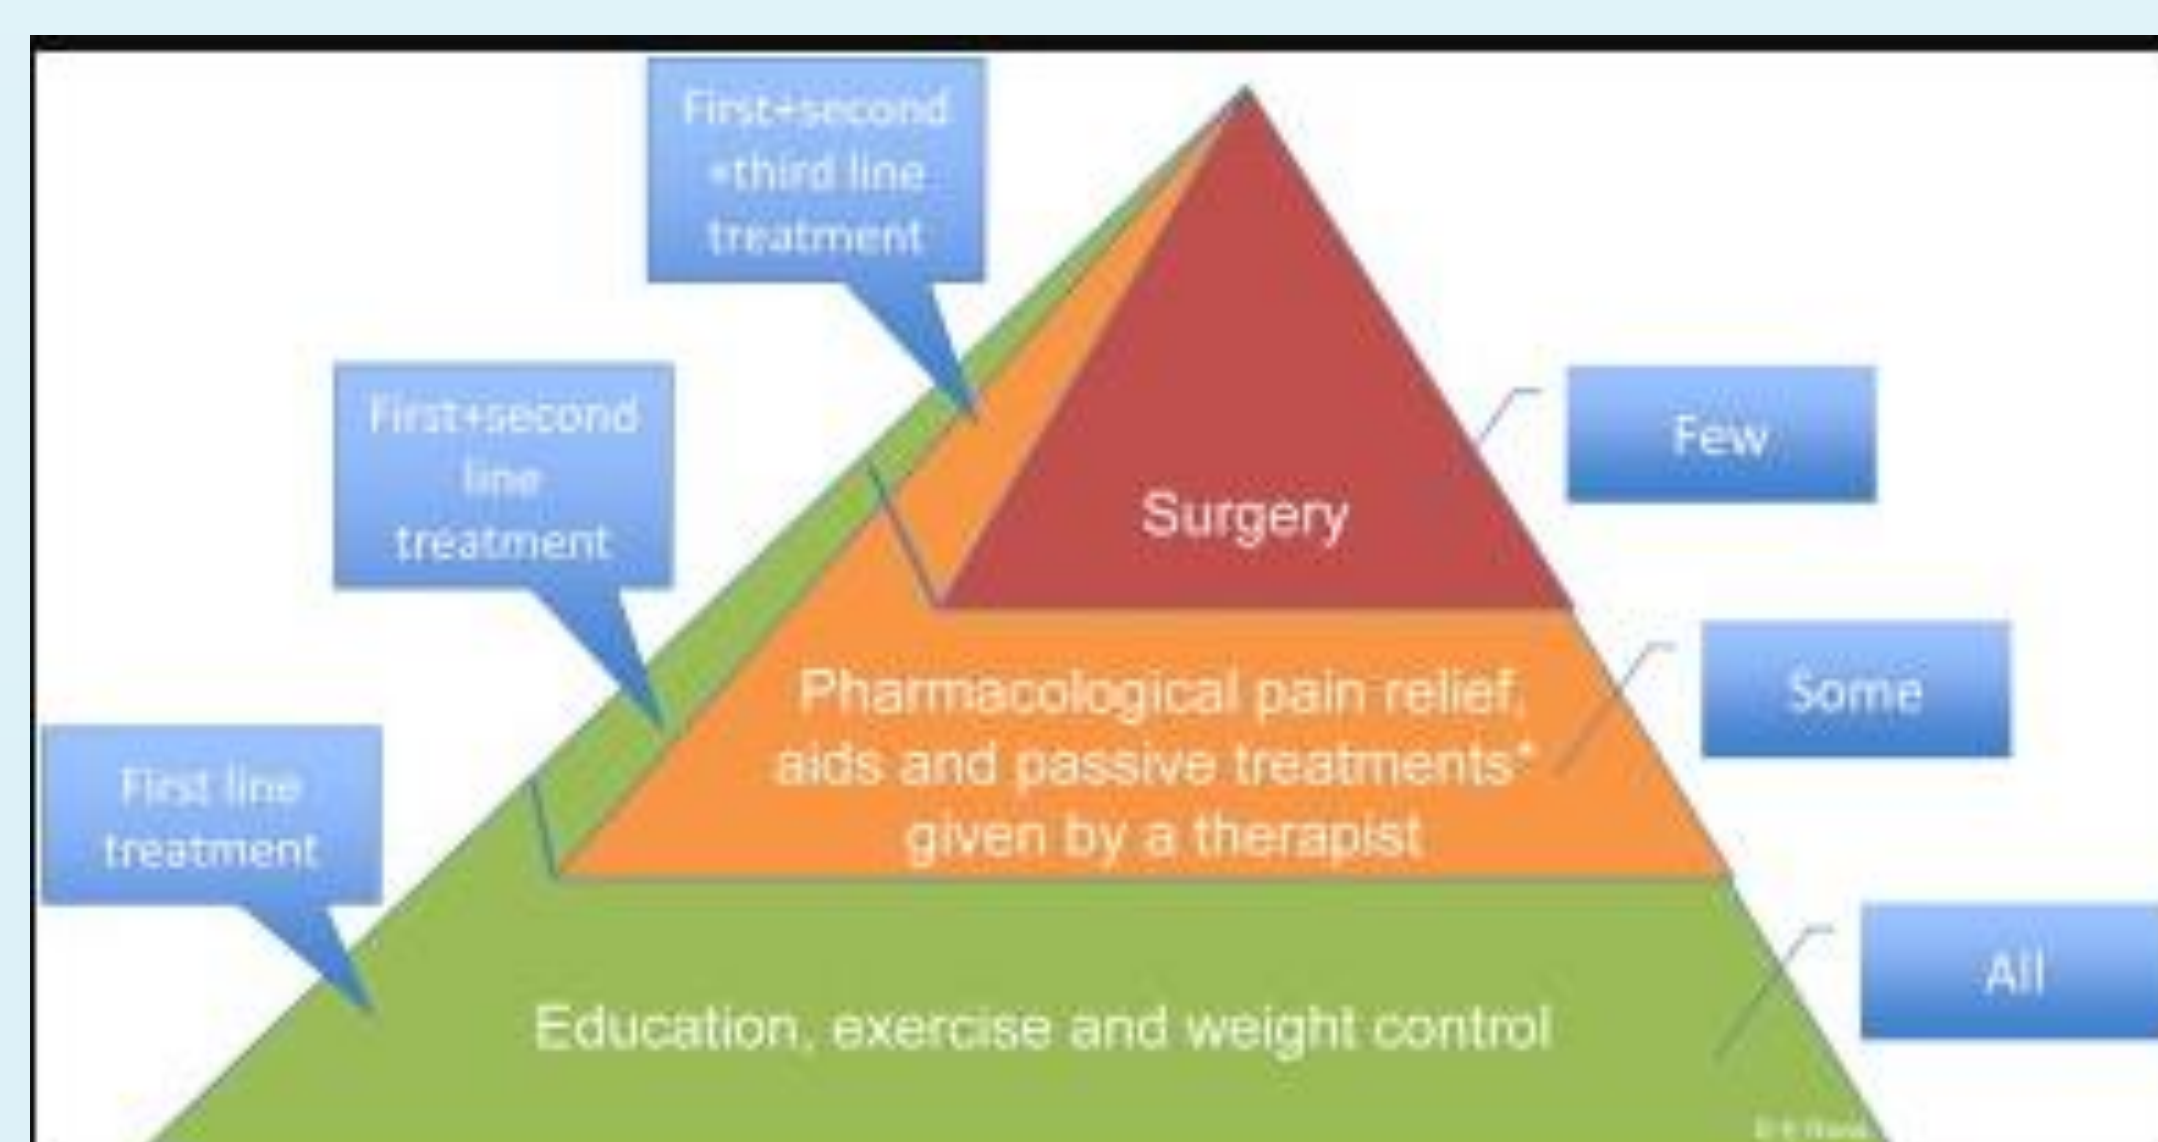 First+second
+third line
treatment
First+second
line
treatment
First line
treatment
Surgery
Pharmacological pain relief,
aids and passive treatments*
given by a therapist
Education, exercise and weight control
Few
Some
All